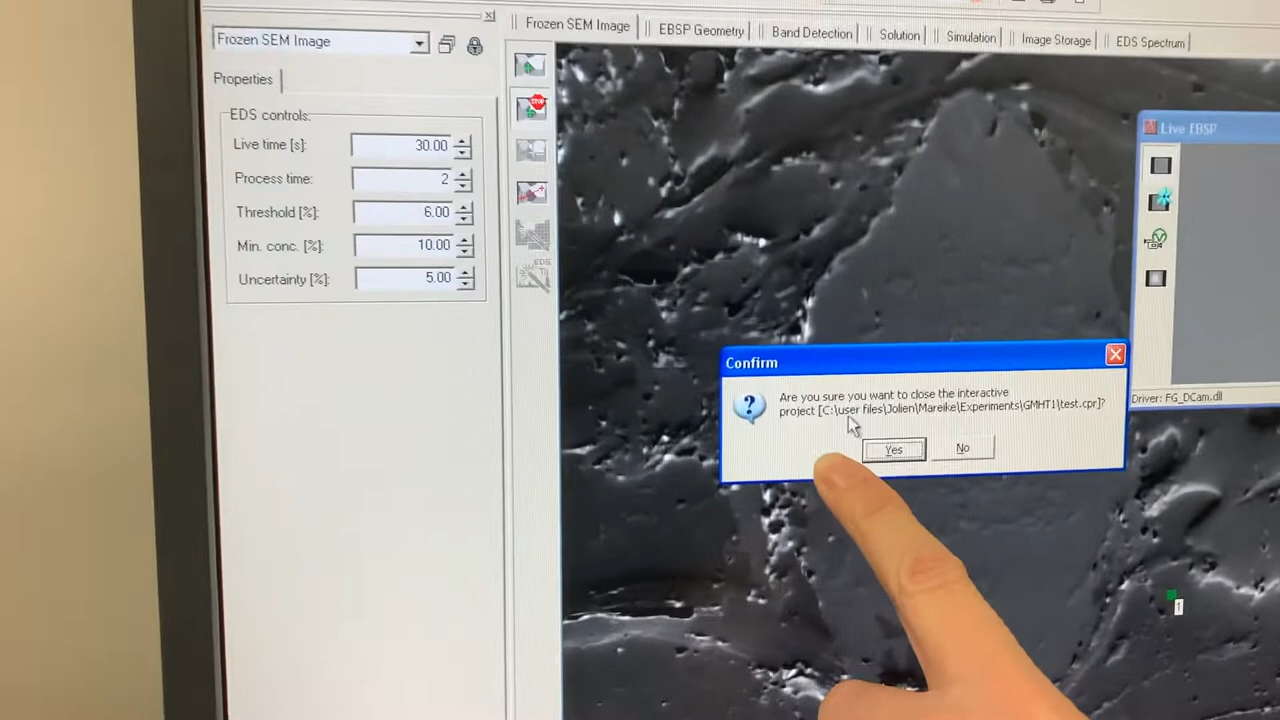 Frozen SEM Image
Properties
EDS controls:
Live time [s]: 30.00
Process time: 2
Threshold [%]: 6.00
Min. conc. [%]: 10.00
Uncertainty [%]: 5.00
Frozen SEM Image EBSP Geometry Band Detection Solution Simulation Image Storage EDS Spectrum
STOP
EDS
Live EBSP
Driver: FG_DCam.dll
Confirm
Are you sure you want to close the interactive
project [C:\user files\Jolien\Mareike\Experiments\GMHT1\test.cpr]?
Yes No
1